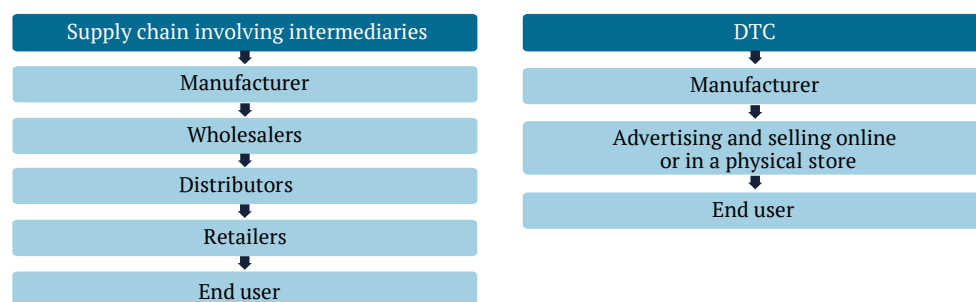 Supply chain involving intermediaries
Manufacturer
Wholesalers
Distributors
Retailers
End user
DTC
Manufacturer
Advertising and selling online
or in a physical store
End user